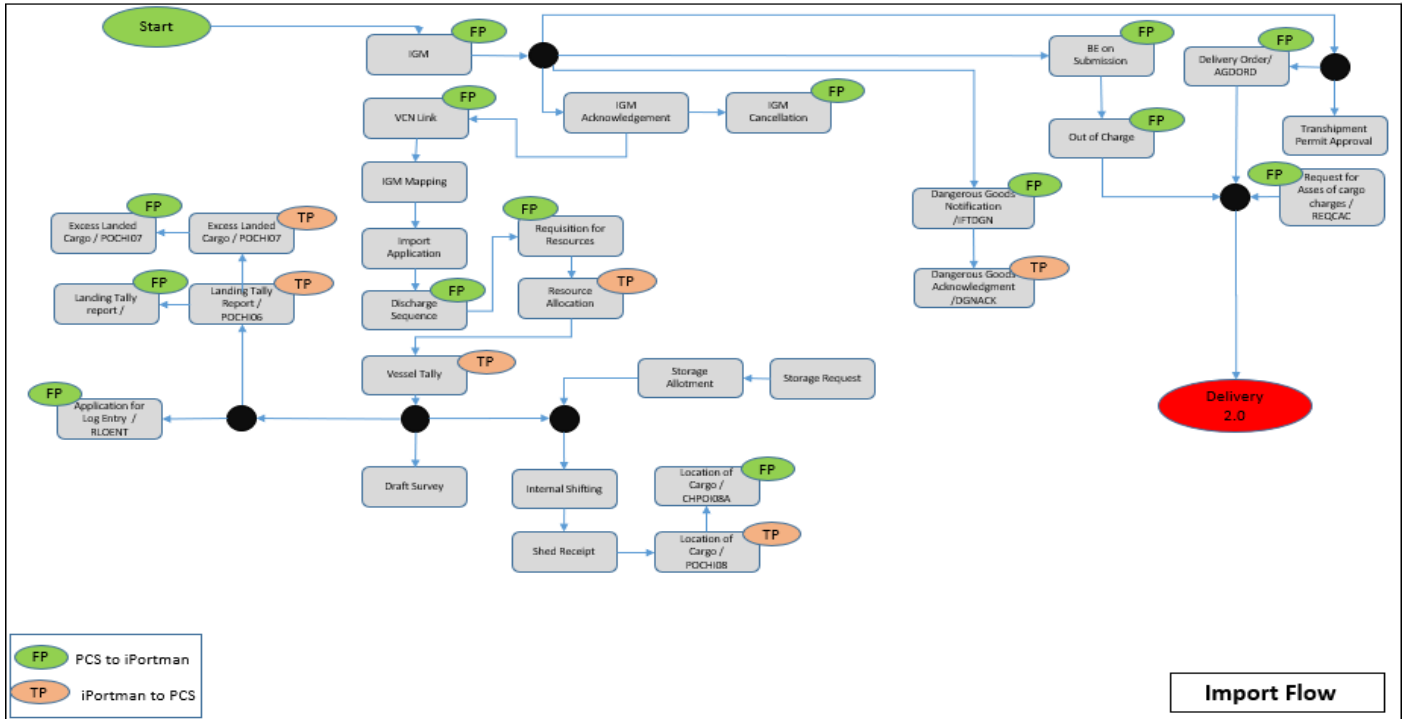 Start
IGM
FP
BE on
Submission
FP
Delivery Order/
AGDORD
FP
VCN Link
FP
IGM
Acknowledgement
IGM
Cancellation
FP
Out of Charge
FP
Transhipment
Permit Approval
IGM Mapping
FP
Request for
Asses of cargo
charges /
REQCAC
Dangerous Goods
Notification
/IFTDGN
FP
Excess Landed
Cargo / POCHI07
FP
Excess Landed
Cargo / POCHI07
TP
Import
Application
FP
Requisition for
Resources
Dangerous Goods
Acknowledgment
/DGNACK
TP
Landing Tally
report /
FP
Landing Tally
Report /
POCHI06
TP
Discharge
Sequence
FP
Resource
Allocation
TP
Vessel Tally
TP
Storage
Allotment
Storage Request
FP
Application for
Log Entry /
RLOENT
Delivery
2.0
Draft Survey
Internal Shifting
Location of
Cargo /
CHPOI08A
FP
Shed Receipt
Location of
Cargo /
POCHI08
TP
FP
PCS to iPortman
TP
iPortman to PCS
Import Flow